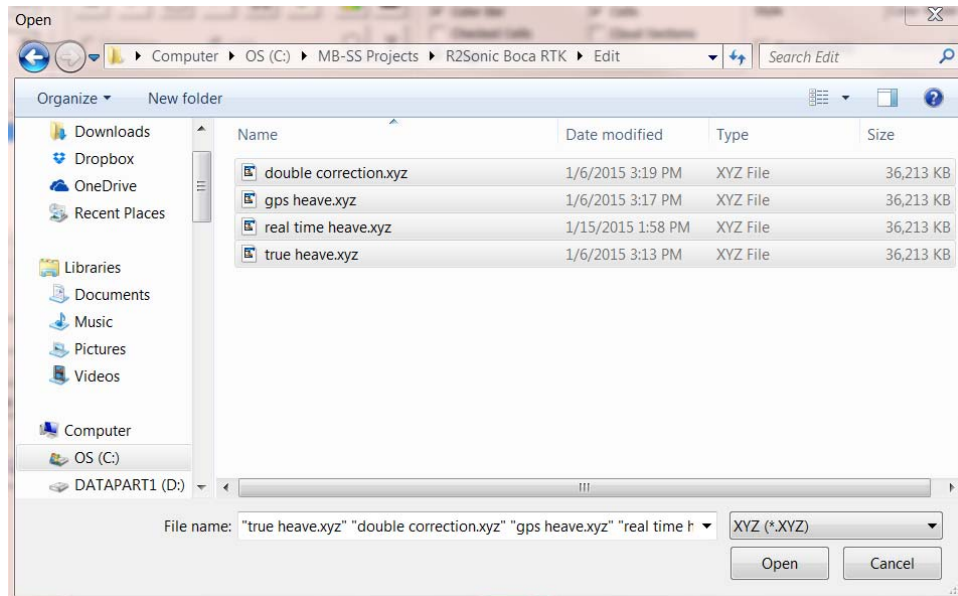 Open
Computer OS (C:) MB-SS Projects R2Sonic Boca RTK Edit Search Edit
Organize New folder
Name Date modified Type Size
Downloads
Dropbox
OneDrive
Recent Places
Libraries
Documents
Music
Pictures
Videos
Computer
OS (C:)
DATAPART1 (D:)
double correction.xyz 1/6/2015 3:19 PM XYZ File 36,213 KB
gps heave.xyz 1/6/2015 3:17 PM XYZ File 36,213 KB
real time heave.xyz 1/15/2015 1:58 PM XYZ File 36,213 KB
true heave.xyz 1/6/2015 3:13 PM XYZ File 36,213 KB
File name: "true heave.xyz" "double correction.xyz" "gps heave.xyz" "real time h XYZ (*.XYZ)
Open Cancel